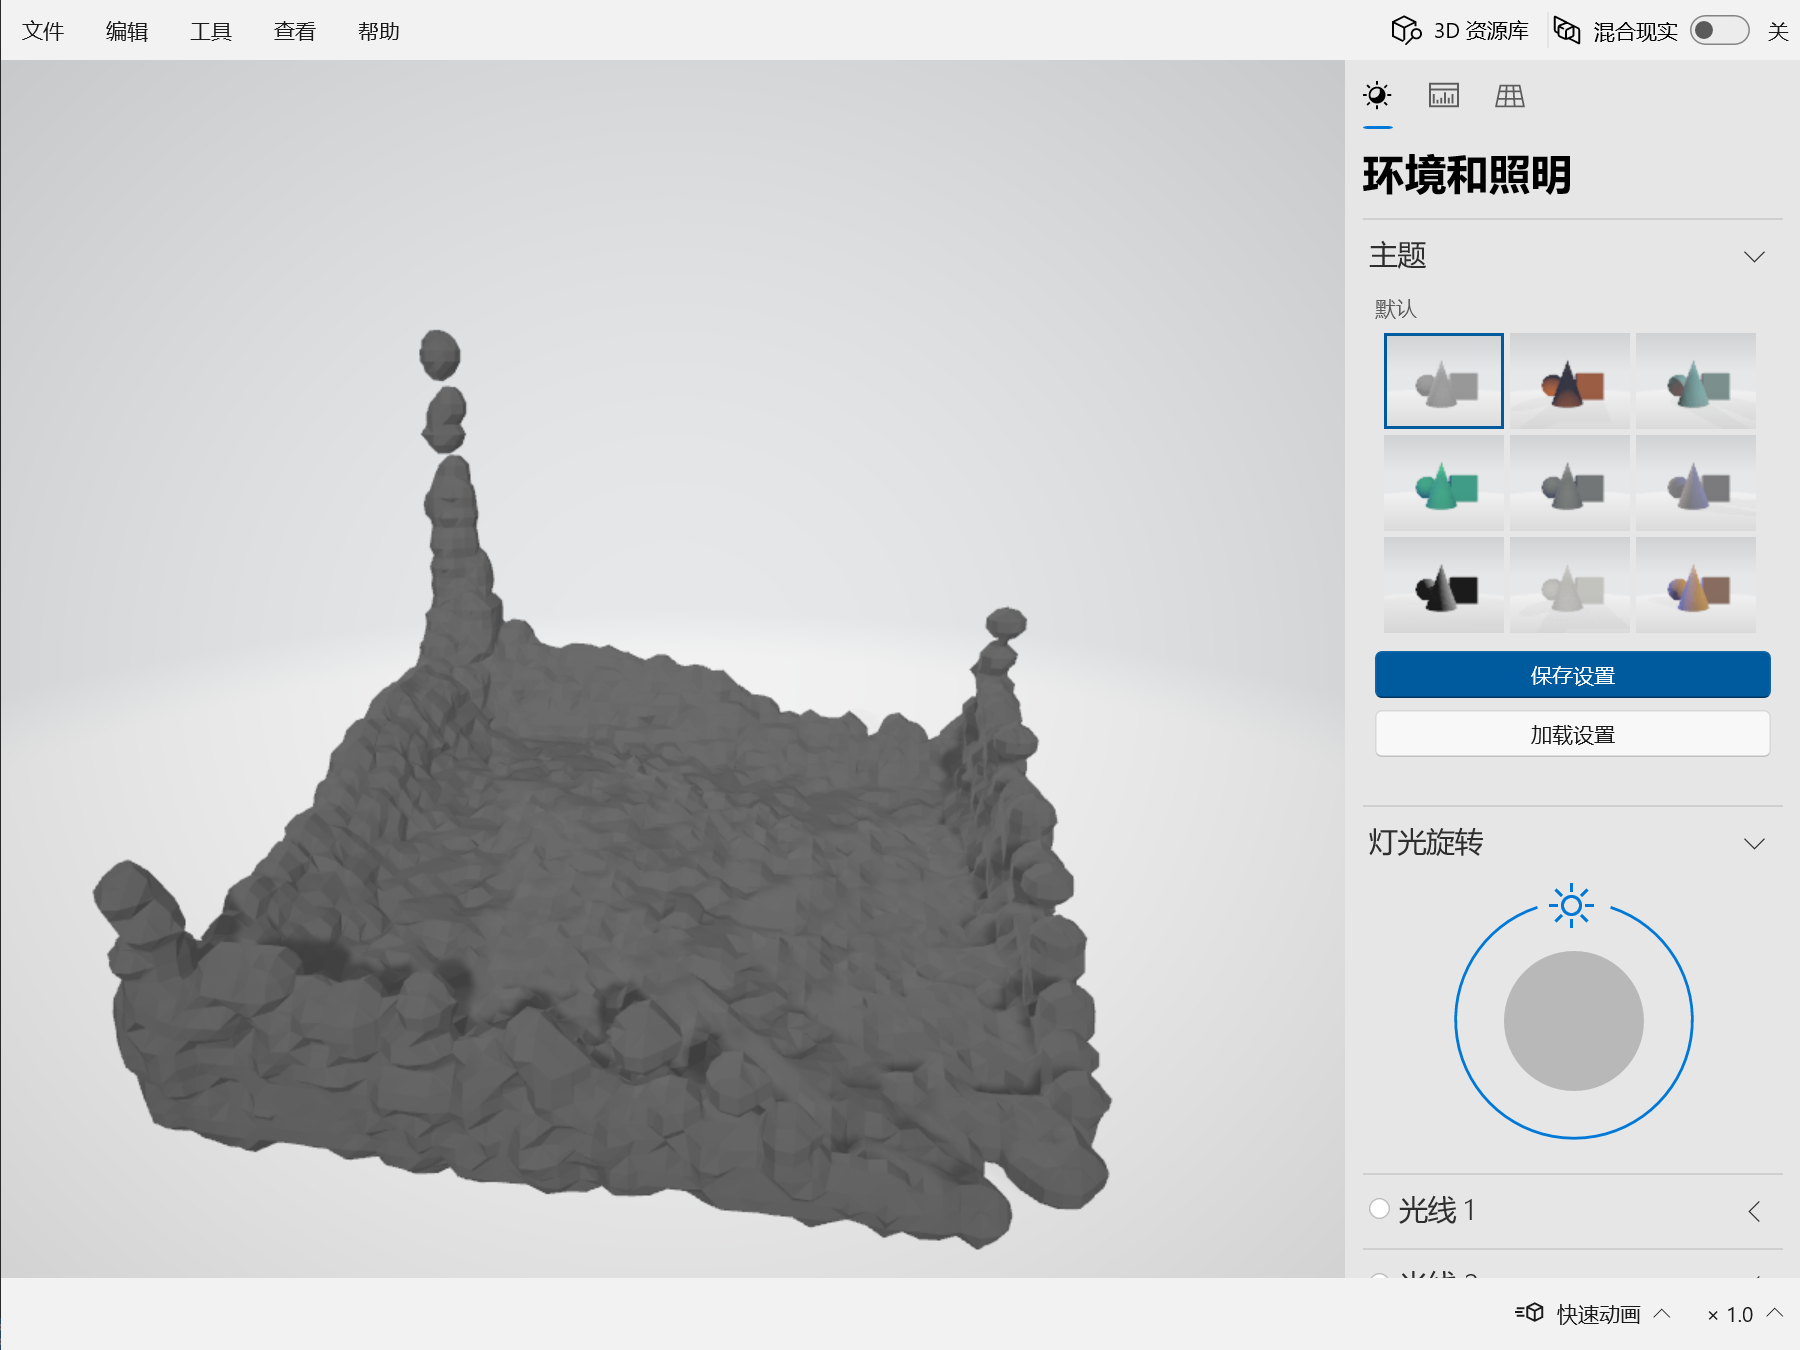 文件 编辑 工具 查看 帮助 3D 资源库 混合现实 关
环境和照明
主题
默认
保存设置
加载设置
灯光旋转
光线 1
快速动画 × 1.0